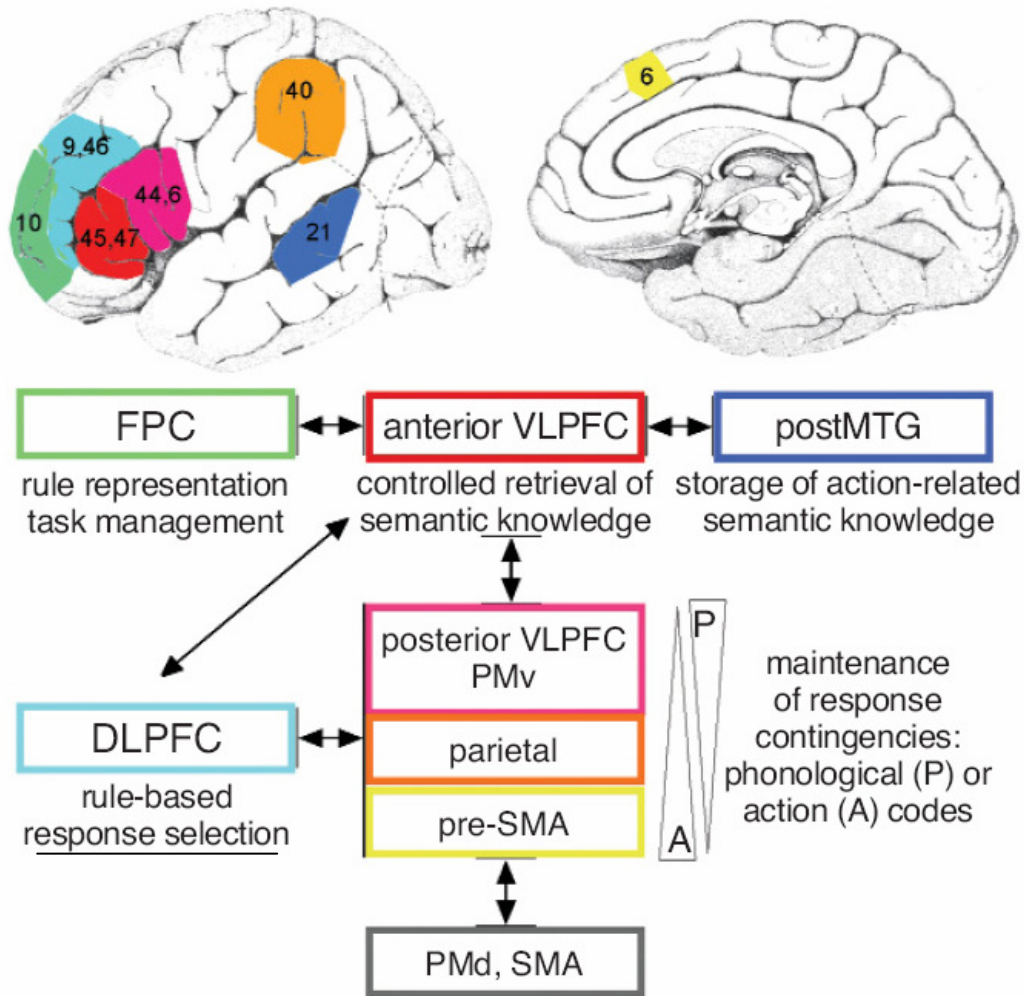 40
9,46
44,6
10
45,47
21
6
FPC
rule representation
task management
anterior VLPFC
controlled retrieval of
semantic knowledge
postMTG
storage of action-related
semantic knowledge
posterior VLPFC
PMv
parietal
pre-SMA
P
A
maintenance
of response
contingencies:
phonological (P) or
action (A) codes
DLPFC
rule-based
response selection
PMd, SMA